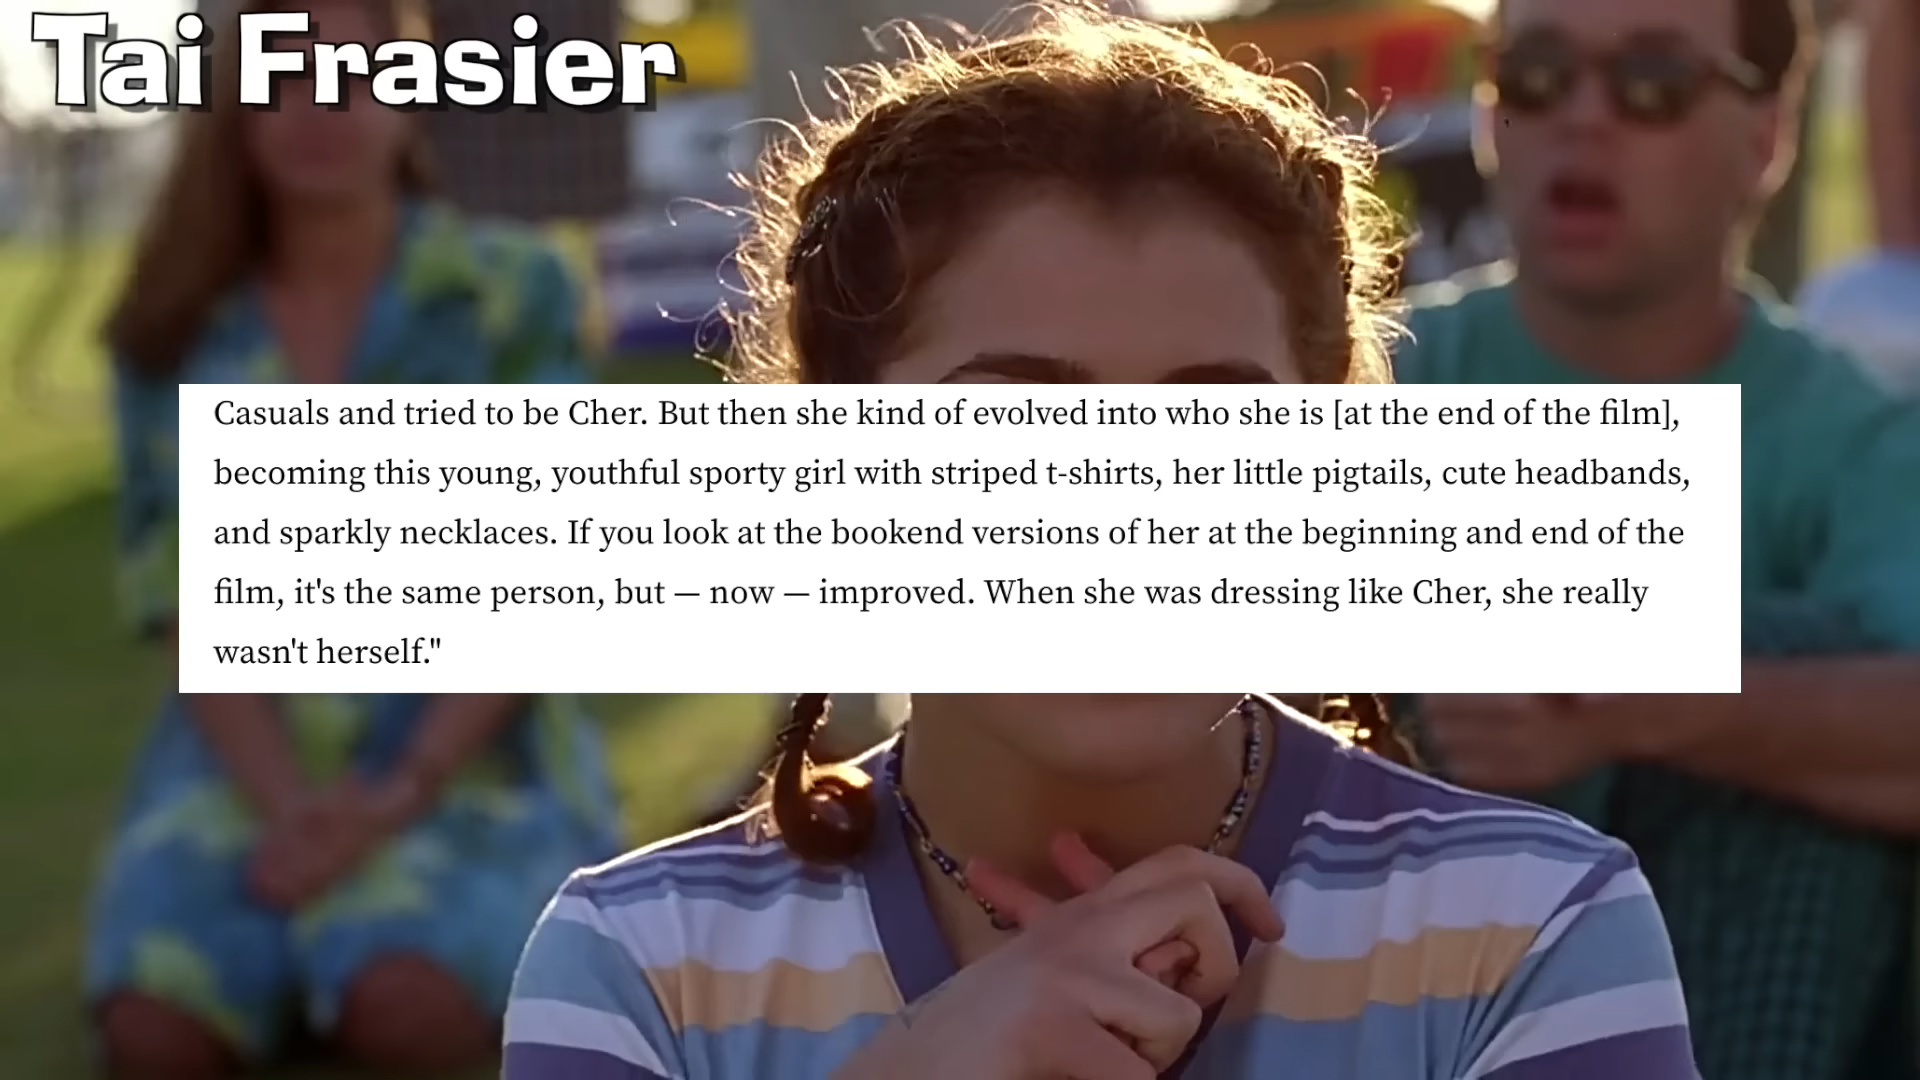 Tai Frasier
Casuals and tried to be Cher. But then she kind of evolved into who she is [at the end of the film],
becoming this young, youthful sporty girl with striped t-shirts, her little pigtails, cute headbands,
and sparkly necklaces. If you look at the bookend versions of her at the beginning and end of the
film, it's the same person, but — now — improved. When she was dressing like Cher, she really
wasn't herself."